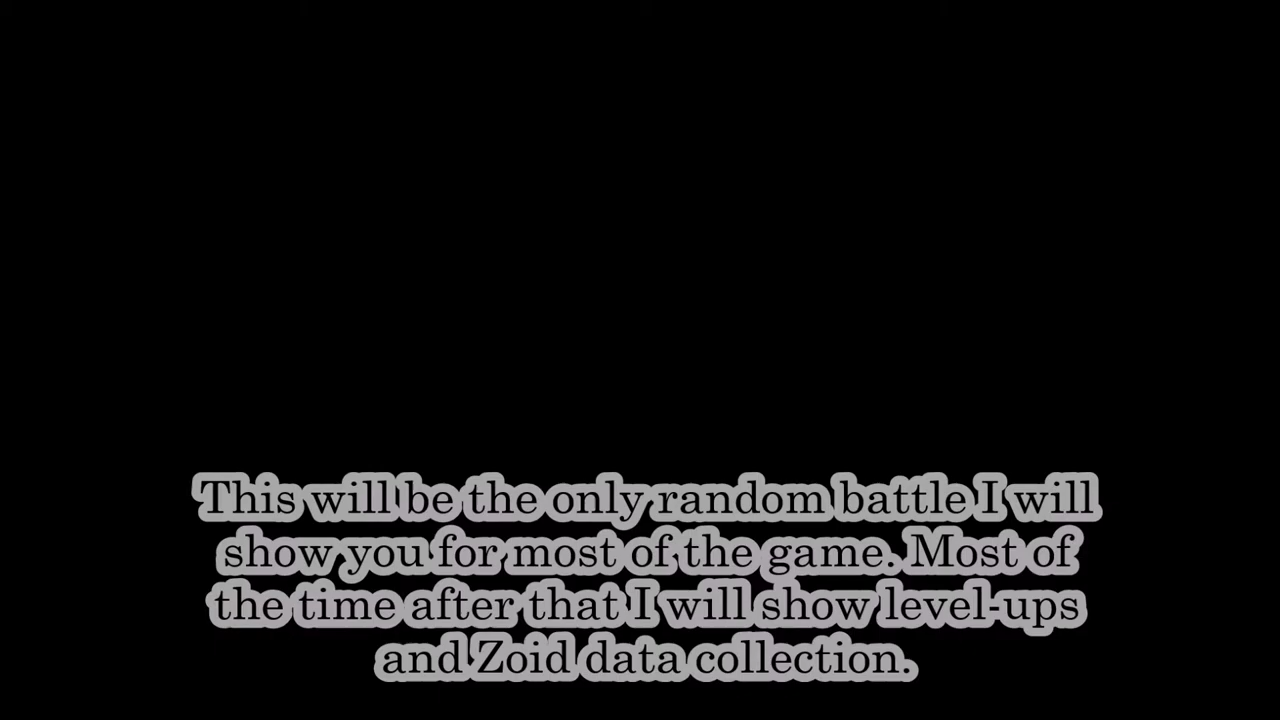 This will be the only random battle I will
show you for most of the game. Most of
the time after that I will show level-ups
and Zoid data collection.